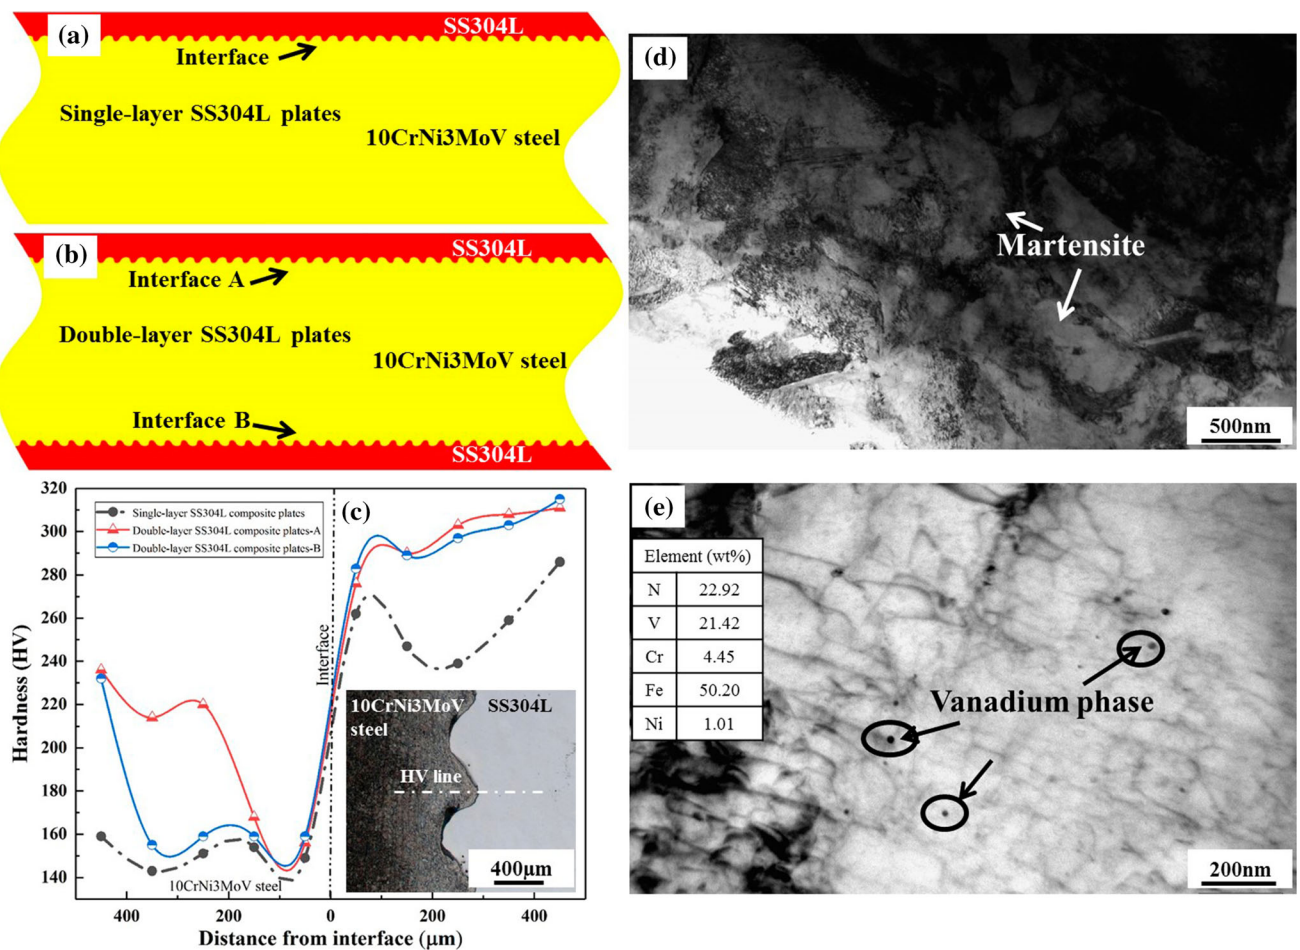 (a)
SS304L
Interface
Single-layer SS304L plates
10CrNi3MoV steel
(b)
SS304L
Interface A
Double-layer SS304L plates
10CrNi3MoV steel
Interface B
SS304L
(c)
Single-layer SS304L composite plates
Double-layer SS304L composite plates-A
Double-layer SS304L composite plates-B
320
300
280
260
240
220
200
180
160
140
Hardness (HV)
Interface
10CrNi3MoV
steel
SS304L
HV line
400μm
10CrNi3MoV steel
400
200
0
200
400
Distance from interface (μm)
(d)
Martensite
500nm
(e)
Element (wt%)
N 22.92
V 21.42
Cr 4.45
Fe 50.20
Ni 1.01
Vanadium phase
200nm